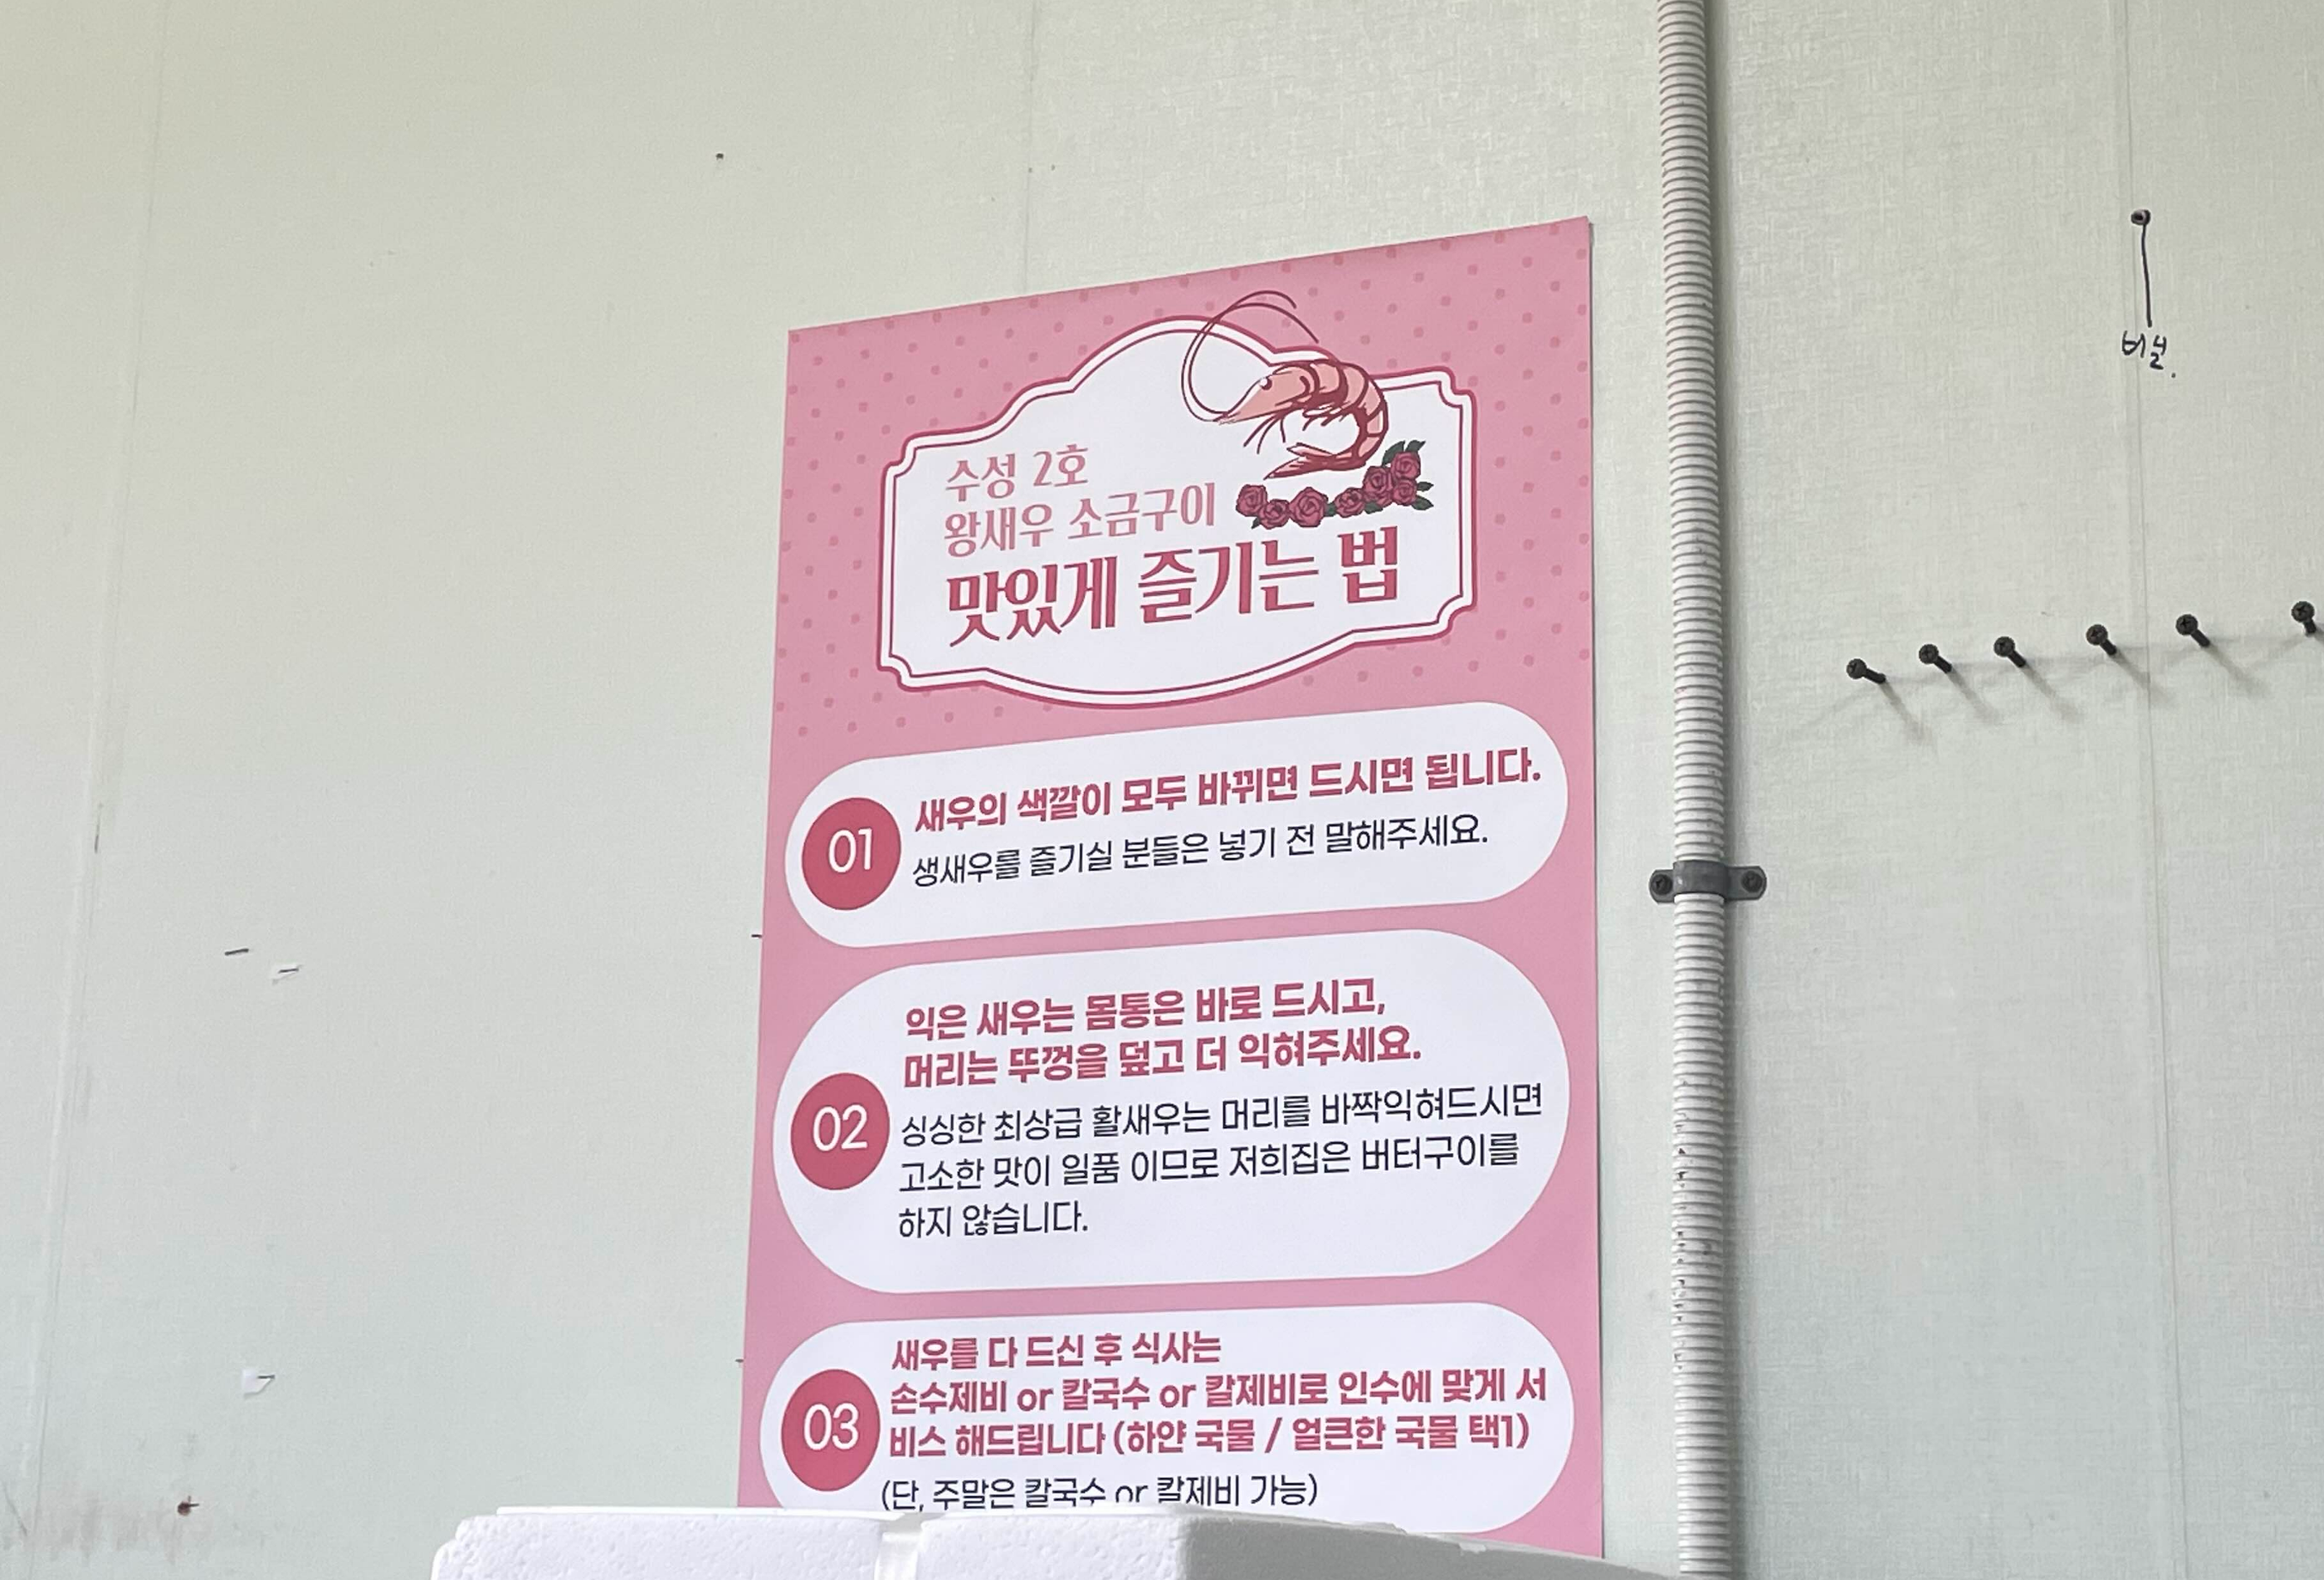 수성 2호
왕새우 소금구이
맛있게 즐기는 법
01
새우의 색깔이 모두 바뀌면 드시면 됩니다.
생새우를 즐기실 분들은 넣기 전 말해주세요.
02
익은 새우는 몸통은 바로 드시고,
머리는 뚜껑을 덮고 더 익혀주세요.
싱싱한 최상급 활새우는 머리를 바짝익혀드시면
고소한 맛이 일품 이므로 저희집은 버터구이를
하지 않습니다.
03
새우를 다 드신 후 식사는
손수제비 or 칼국수 or 칼제비로 인수에 맞게 서
비스 해드립니다 (하얀 국물 / 얼큰한 국물 택1)
(단, 주말은 칼국수 or 칼제비 가능)